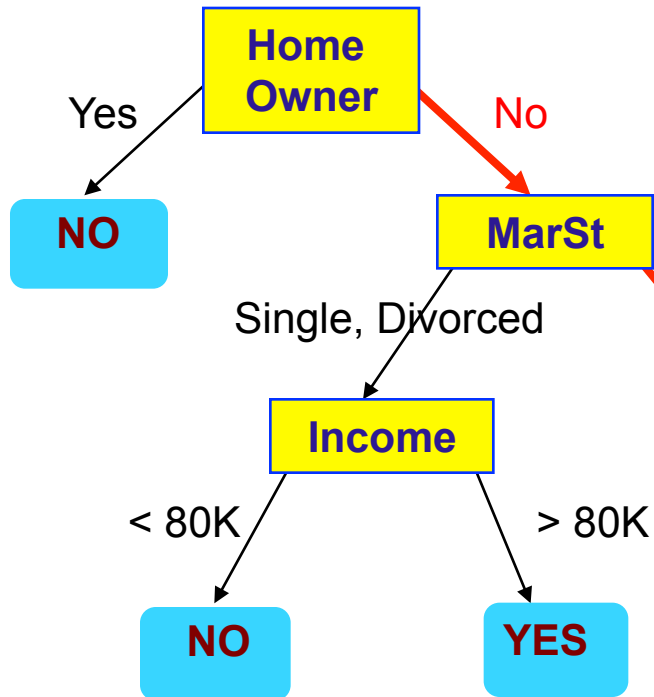 Home
Owner
Yes
No
NO
MarSt
Single, Divorced
Income
< 80K
> 80K
NO
YES